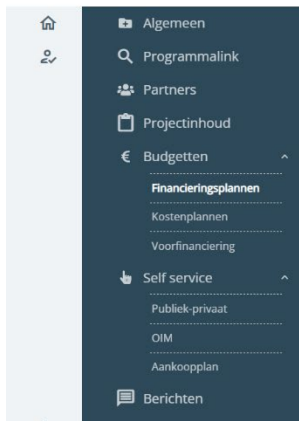 Algemeen
Programmalink
Partners
Projectinhoud
Budgetten
Financieringsplannen
Kostenplannen
Voorfinanciering
Self service
Publiek-privaat
OIM
Aankoopplan
Berichten